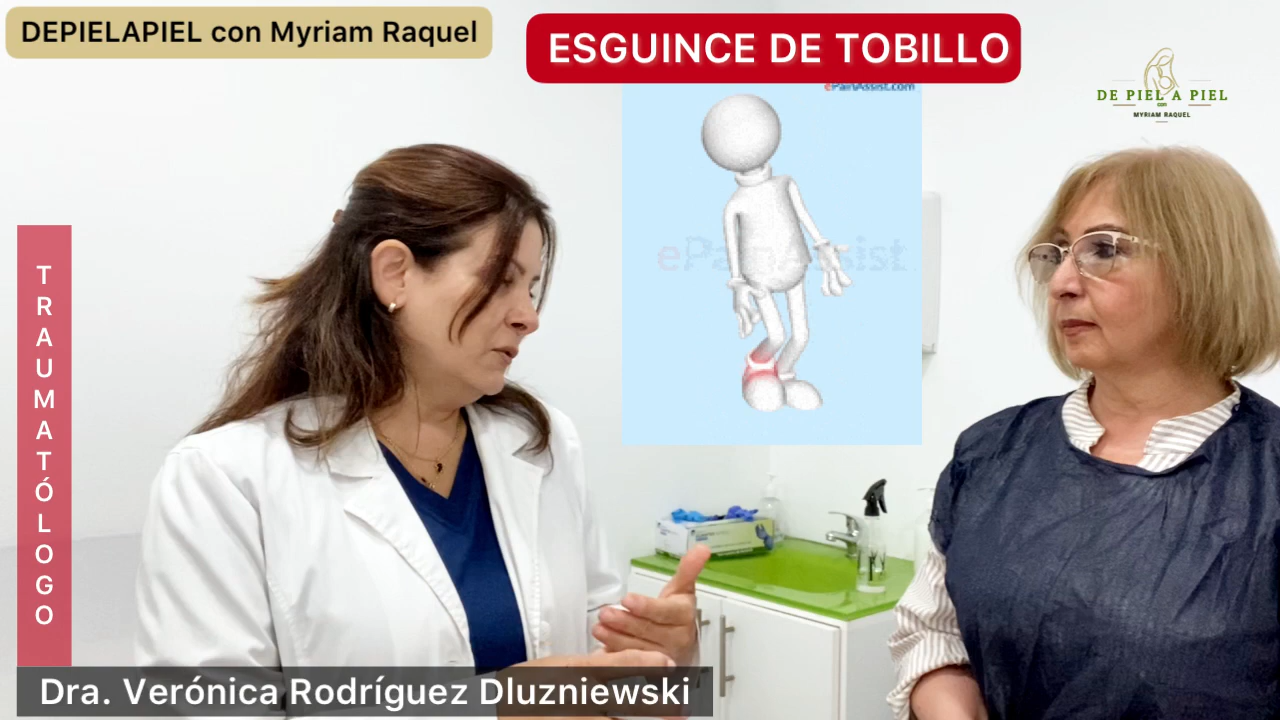 DEPIELAPIEL con Myriam Raquel
ESGUINCE DE TOBILLO
ePainAssist.com
DE PIEL A PIEL
con
MYRIAM RAQUEL
ePainAssist
TRAUMATÓLOGO
Dra. Verónica Rodríguez Dluzniewski